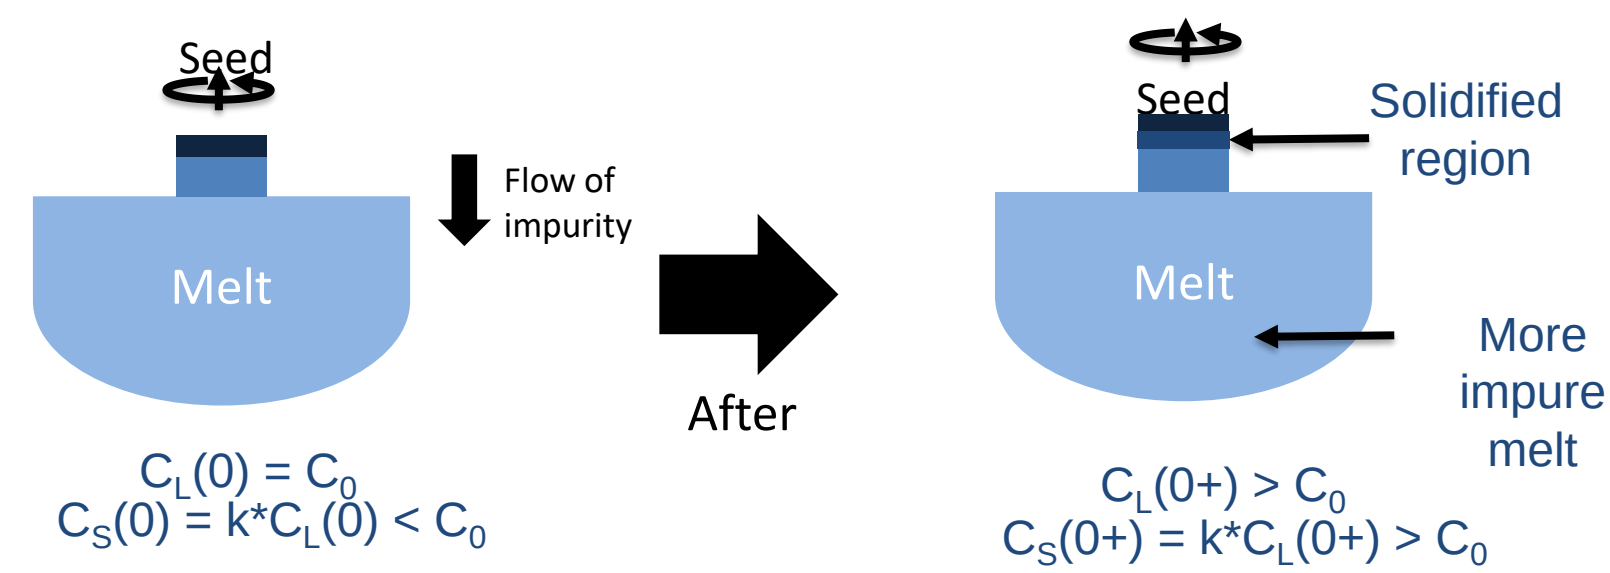 Seed
Flow of
impurity
Melt
C_L(0) = C_0
C_S(0) = k*C_L(0) < C_0
After
Seed
Solidified
region
Melt
More
impure
melt
C_L(0+) > C_0
C_S(0+) = k*C_L(0+) > C_0